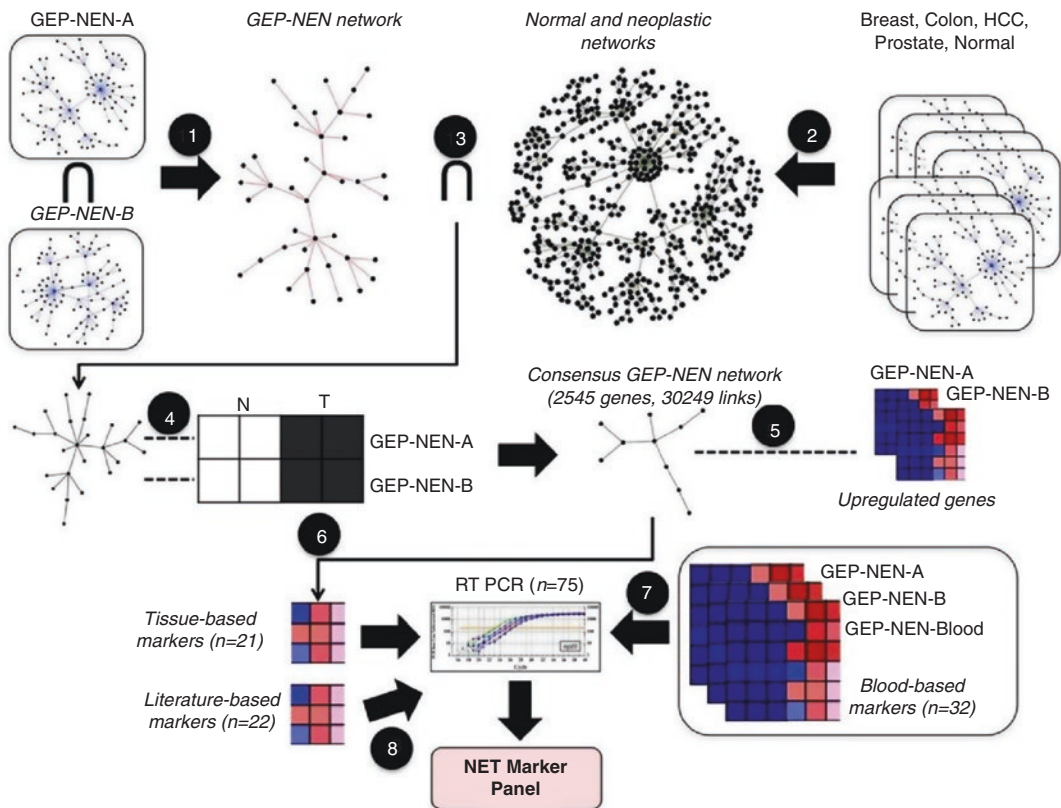 GEP-NEN-A
GEP-NEN network
Normal and neoplastic
networks
Breast, Colon, HCC,
Prostate, Normal
11
13
2
GEP-NEN-B
4
N
T
GEP-NEN-A
GEP-NEN-B
Consensus GEP-NEN network
(2545 genes, 30249 links)
5
GEP-NEN-A
GEP-NEN-B
Upregulated genes
6
Tissue-based
markers (n=21)
RT PCR (n=75)
Cycle
7
GEP-NEN-A
GEP-NEN-B
GEP-NEN-Blood
Blood-based
markers (n=32)
Literature-based
markers (n=22)
8
NET Marker
Panel